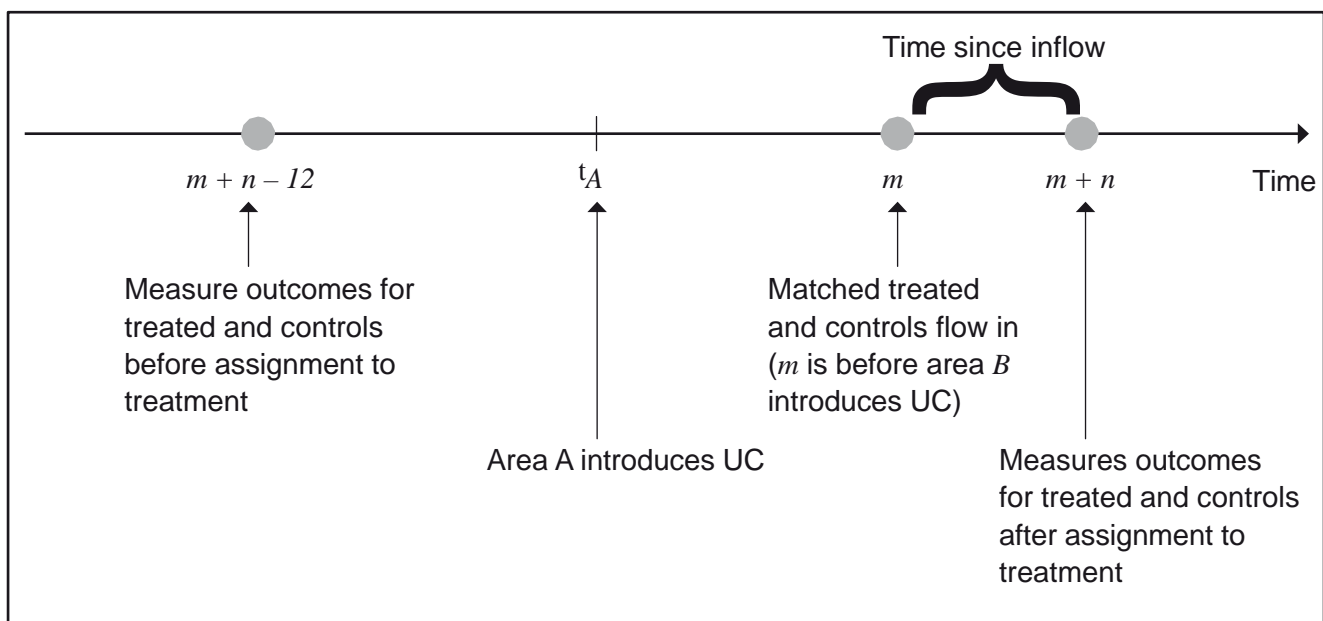 Time since inflow
m + n – 12
tA
m
m + n
Time
Measure outcomes for
treated and controls
before assignment to
treatment
Area A introduces UC
Matched treated
and controls flow in
(m is before area B
introduces UC)
Measures outcomes
for treated and controls
after assignment to
treatment